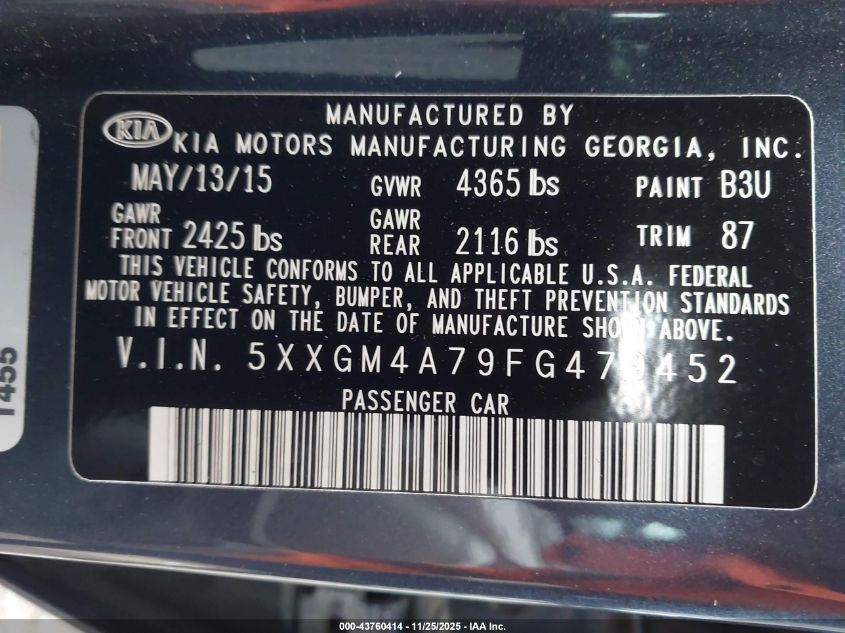 MANUFACTURED BY
KIA KIA MOTORS MANUFACTURING GEORGIA, INC.
MAY/13/15 GVWR 4365 lbs PAINT B3U
GAWR FRONT 2425 lbs GAWR REAR 2116 lbs TRIM 87
THIS VEHICLE CONFORMS TO ALL APPLICABLE U.S.A. FEDERAL
MOTOR VEHICLE SAFETY, BUMPER, AND THEFT PREVENTION STANDARDS
IN EFFECT ON THE DATE OF MANUFACTURE SHOWN ABOVE.
V.I.N. 5XXGM4A79FG479452
PASSENGER CAR
000-43760414 - 11/25/2025 - IAA Inc.